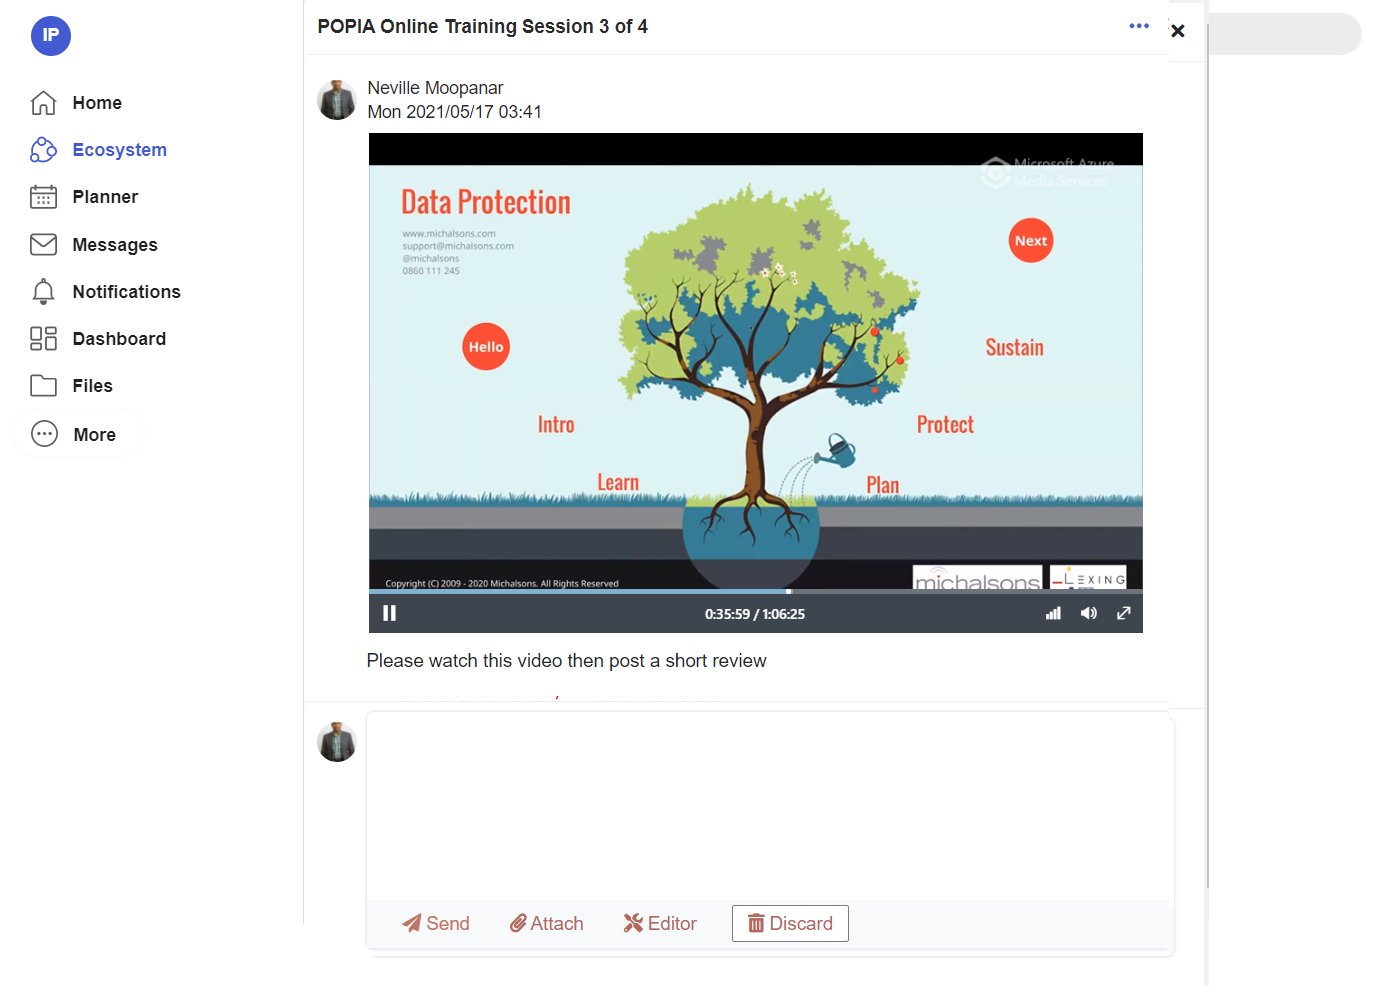 IP
Home
Ecosystem
Planner
Messages
Notifications
Dashboard
Files
More
POPIA Online Training Session 3 of 4
Neville Moopanar
Mon 2021/05/17 03:41
Microsoft Azure
Media Services
Data Protection
www.michalsons.com
support@michalsons.com
@michalsons
0860 111 245
Next
Hello
Sustain
Intro
Protect
Learn
Plan
Copyright (C) 2009 - 2020 Michalsons. All Rights Reserved
michalsons
LEXING
0:35:59 / 1:06:25
Please watch this video then post a short review
Send
Attach
Editor
Discard